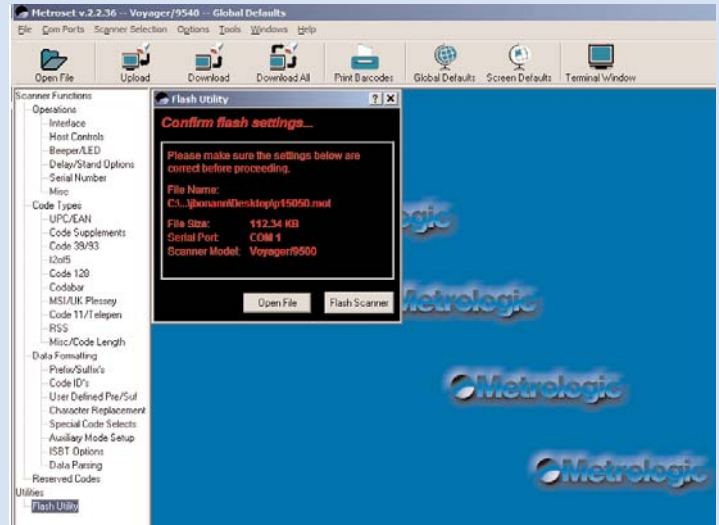 Metroset v.2.2.36 -- Voyager/9540 -- Global Defaults
File Com Ports Scanner Selection Options Tools Windows Help
Open File Upload Download Download All Print Barcodes Global Defaults Screen Defaults Terminal Window
Scanner Functions
Operations
Interface
Host Controls
Beeper/LED
Delay/Stand Options
Serial Number
Misc
Code Types
UPC/EAN
Code Supplements
Code 39/93
I2of5
Code 128
Codabar
MSI/UK Plessey
Code 11/Telepen
RSS
Misc/Code Length
Data Formatting
Prefix/Suffix's
Code ID's
User Defined Pre/Suf
Character Replacement
Special Code Selects
Auxiliary Mode Setup
ISBT Options
Data Parsing
Reserved Codes
Utilities
Flash Utility
Flash Utility
Confirm flash settings...
Please make sure the settings below are
correct before proceeding.
File Name:
C:\...\jbonann\Desktop\p15050.mot
File Size: 112.34 KB
Serial Port: COM 1
Scanner Model: Voyager/9500
Open File Flash Scanner
ogic
Metrologic
Metrologic
Metrologic